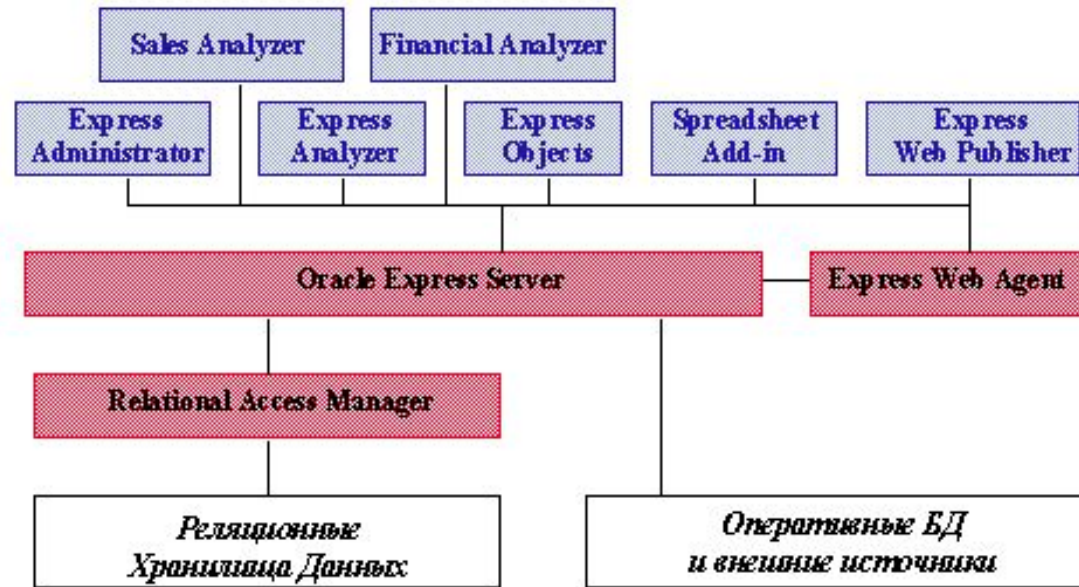 Sales Analyzer
Financial Analyzer
Express
Administrator
Express
Analyzer
Express
Objects
Spreadsheet
Add-in
Express
Web Publisher
Oracle Express Server
Express Web Agent
Relational Access Manager
Реляционные
Хранилища Данных
Оперативные БД
и внешние источники